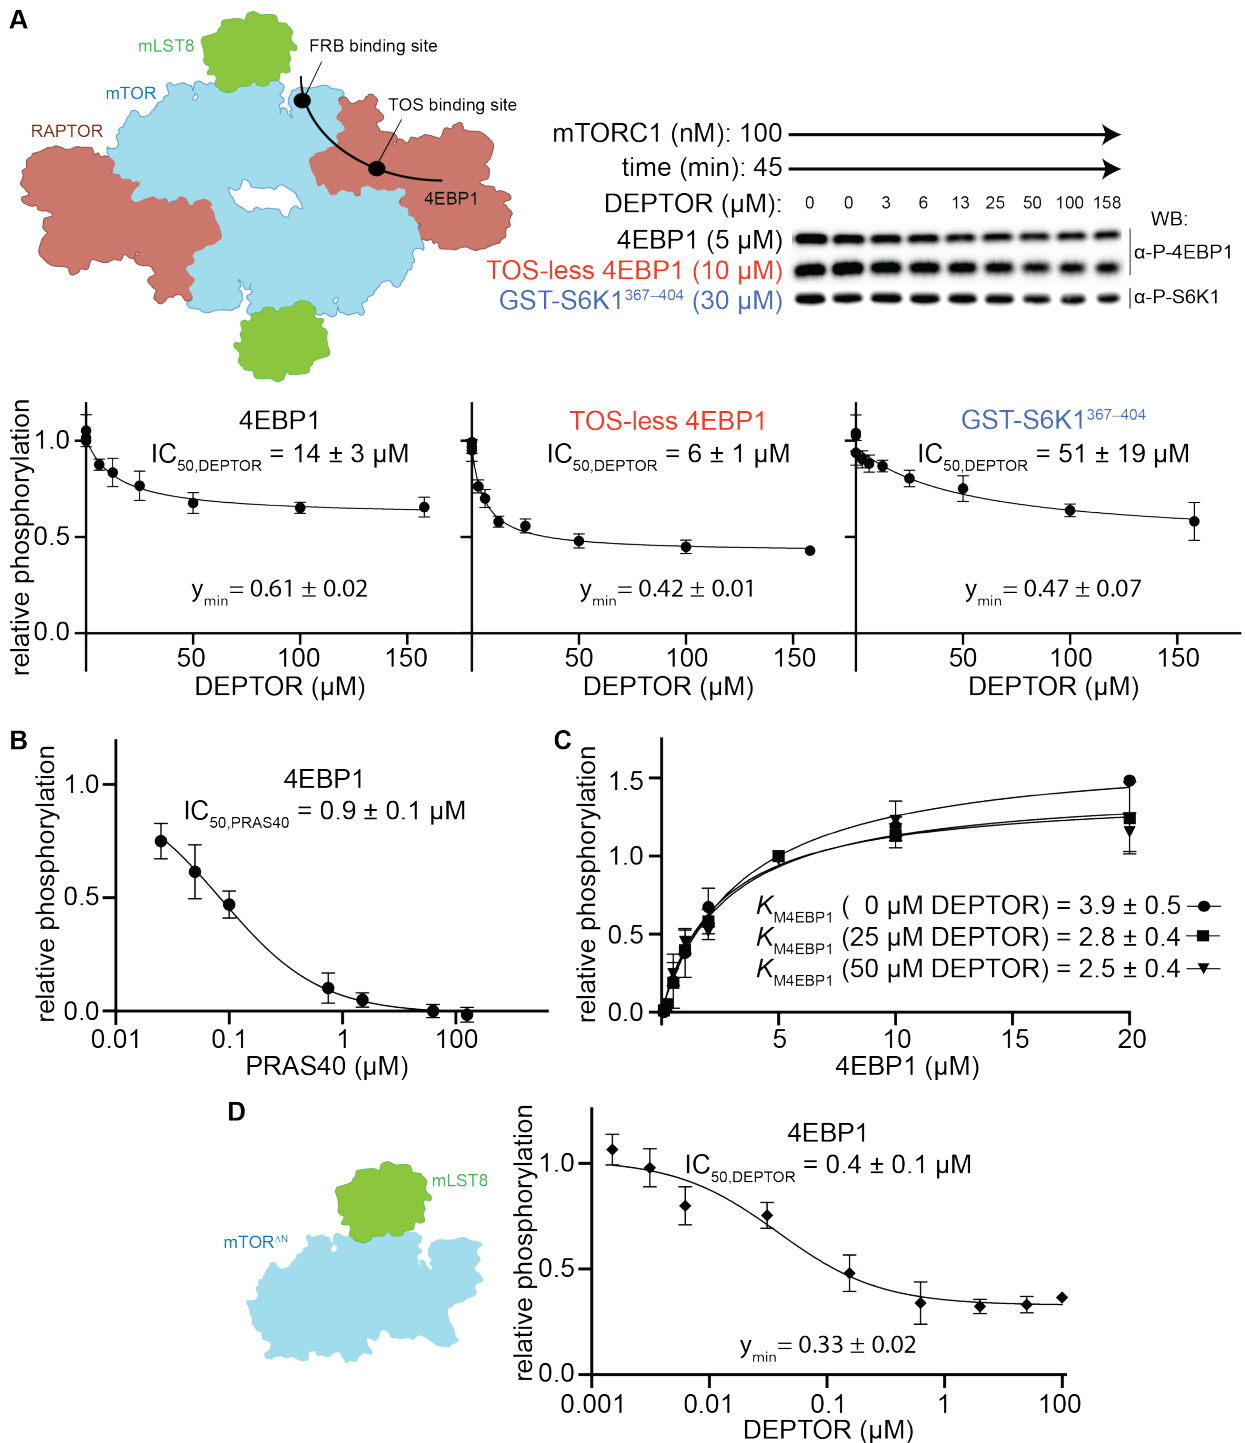 A
mLST8
FRB binding site
mTOR
TOS binding site
RAPTOR
4EBP1
mTORC1 (nM): 100
time (min): 45
DEPTOR (µM): 0 0 3 6 13 25 50 100 158
WB:
4EBP1 (5 µM)
α-P-4EBP1
TOS-less 4EBP1 (10 µM)
GST-S6K1367–404 (30 µM)
α-P-S6K1
relative phosphorylation
1.0
0.5
0.0
4EBP1
IC50,DEPTOR = 14 ± 3 µM
ymin= 0.61 ± 0.02
50 100 150
DEPTOR (µM)
TOS-less 4EBP1
IC50,DEPTOR = 6 ± 1 µM
ymin= 0.42 ± 0.01
50 100 150
DEPTOR (µM)
GST-S6K1367–404
IC50,DEPTOR = 51 ± 19 µM
ymin= 0.47 ± 0.07
50 100 150
DEPTOR (µM)
B
relative phosphorylation
1.0
0.5
0.0
4EBP1
IC50,PRAS40 = 0.9 ± 0.1 µM
0.01 0.1 1 100
PRAS40 (µM)
C
relative phosphorylation
1.5
1.0
0.5
0.0
KM4EBP1 ( 0 µM DEPTOR) = 3.9 ± 0.5
KM4EBP1 (25 µM DEPTOR) = 2.8 ± 0.4
KM4EBP1 (50 µM DEPTOR) = 2.5 ± 0.4
5 10 15 20
4EBP1 (µM)
D
mLST8
mTORΔN
relative phosphorylation
1.0
0.5
0.0
4EBP1
IC50,DEPTOR = 0.4 ± 0.1 µM
ymin= 0.33 ± 0.02
0.001 0.01 0.1 1 100
DEPTOR (µM)